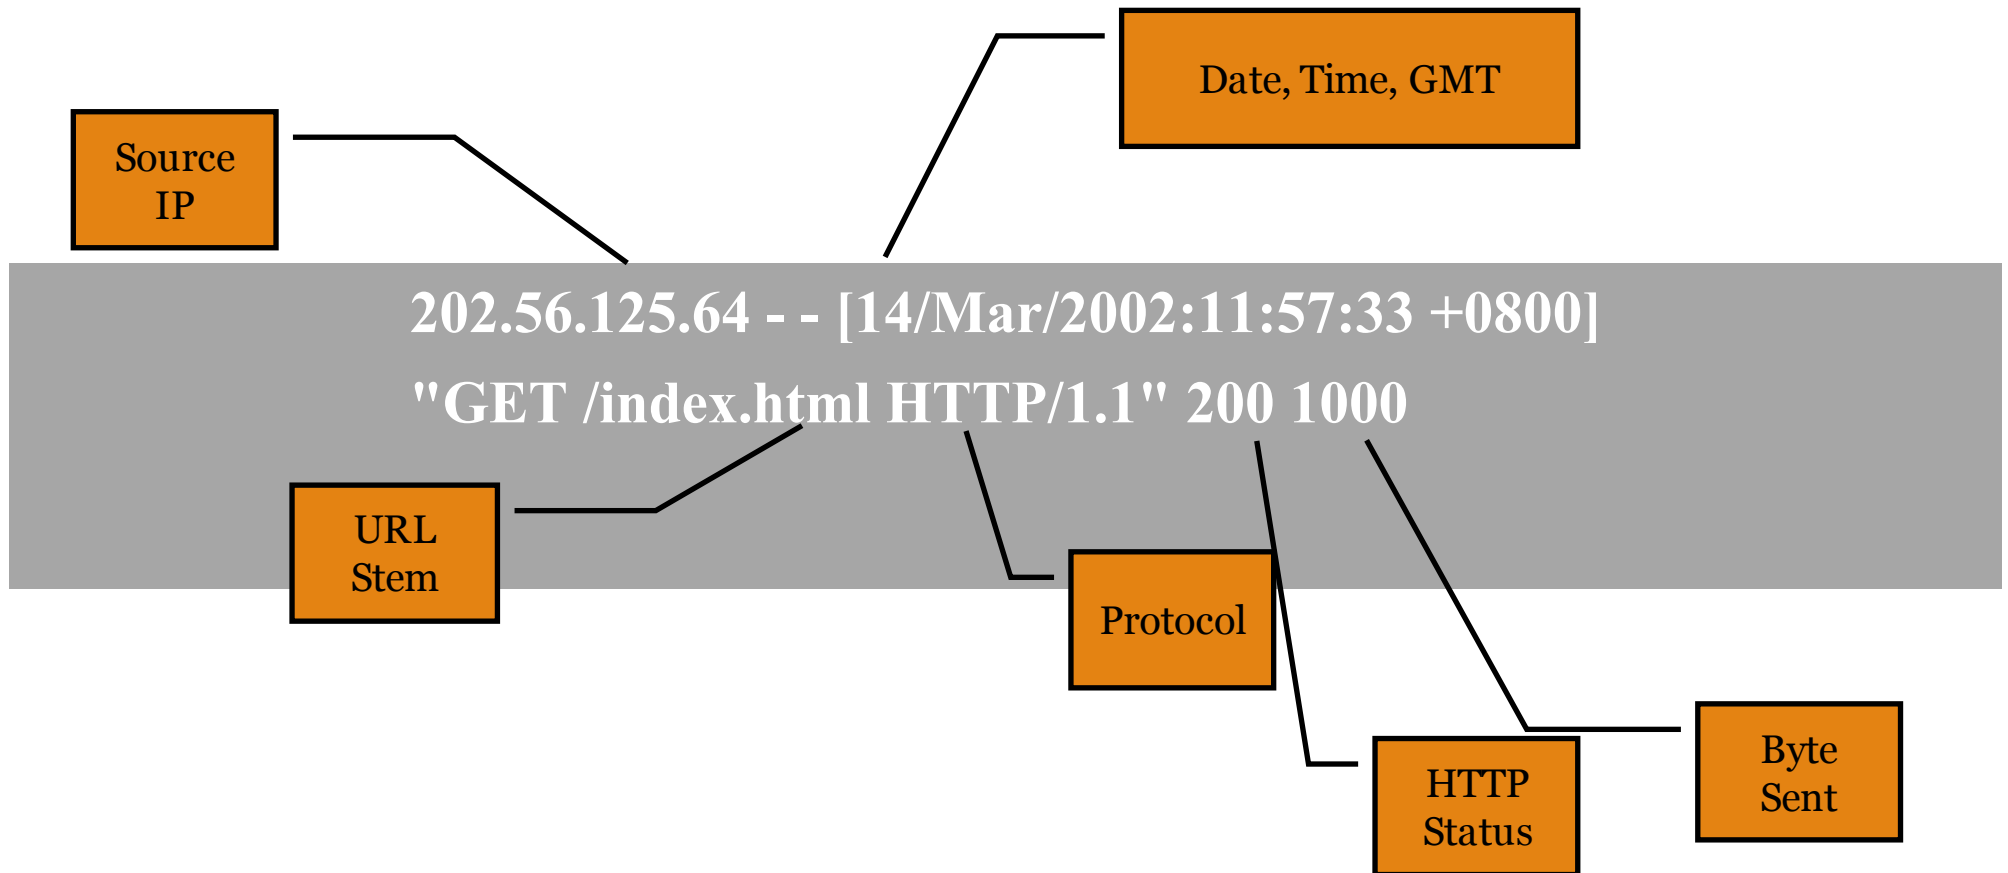 Date, Time, GMT
Source
IP
202.56.125.64 - - [14/Mar/2002:11:57:33 +0800]
"GET /index.html HTTP/1.1" 200 1000
URL
Stem
Protocol
HTTP
Status
Byte
Sent